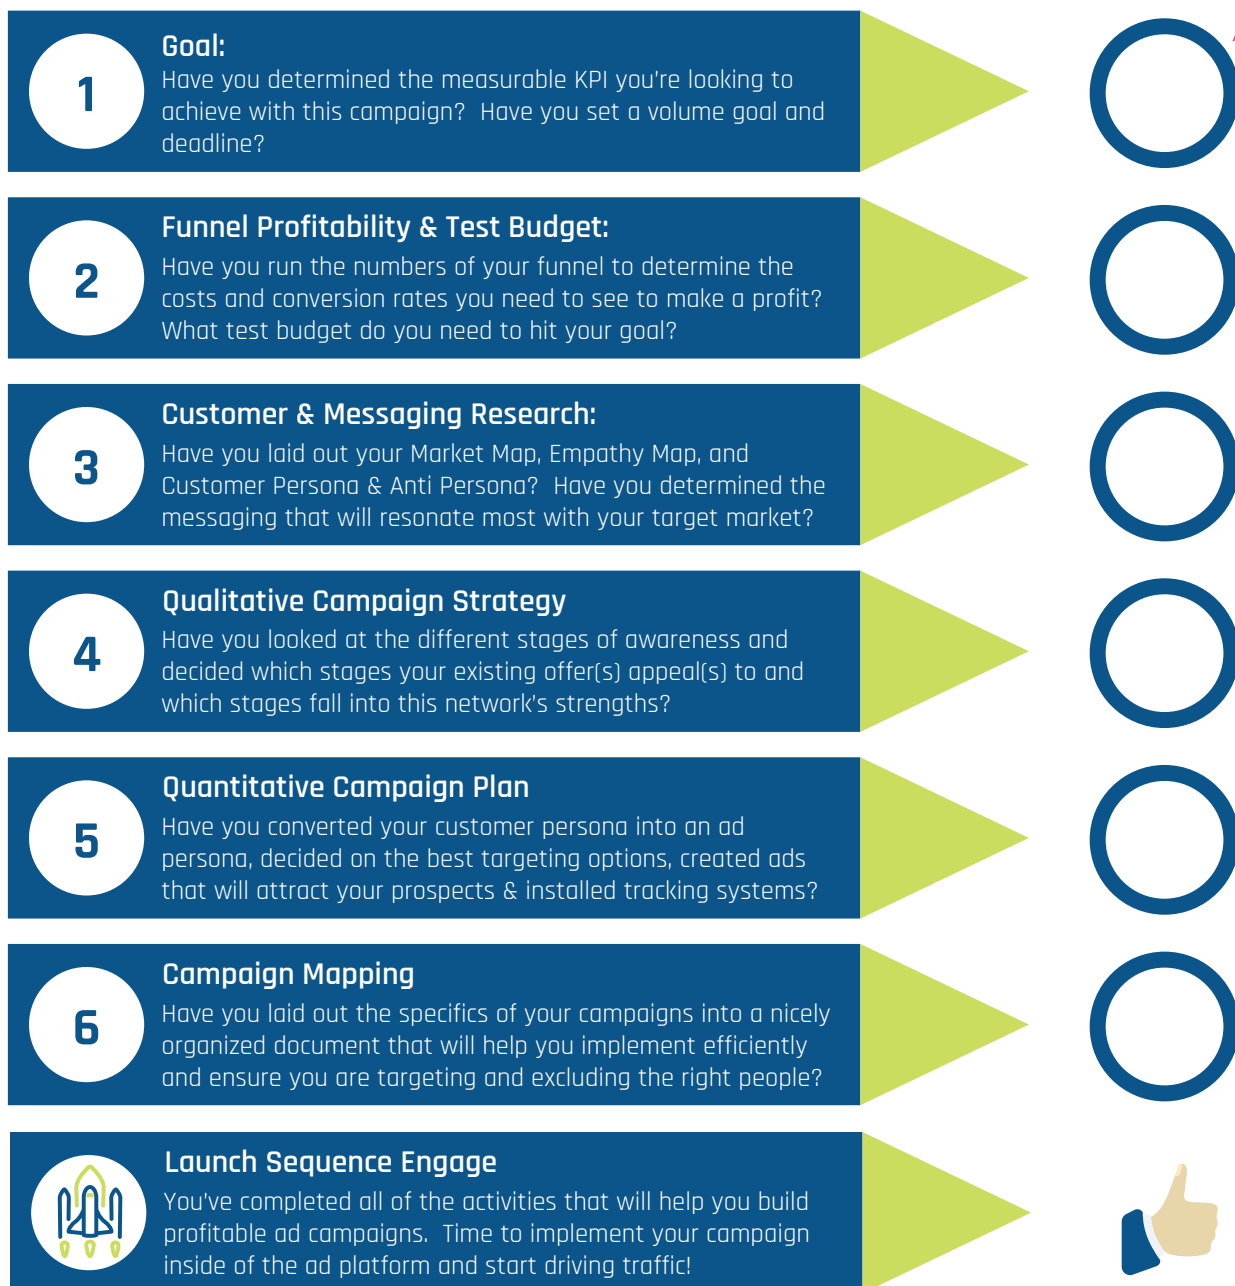 1
Goal:
Have you determined the measurable KPI you're looking to
achieve with this campaign?  Have you set a volume goal and
deadline?
2
Funnel Profitability & Test Budget:
Have you run the numbers of your funnel to determine the
costs and conversion rates you need to see to make a profit?
What test budget do you need to hit your goal?
3
Customer & Messaging Research:
Have you laid out your Market Map, Empathy Map, and
Customer Persona & Anti Persona?  Have you determined the
messaging that will resonate most with your target market?
4
Qualitative Campaign Strategy
Have you looked at the different stages of awareness and
decided which stages your existing offer(s) appeal(s) to and
which stages fall into this network's strengths?
5
Quantitative Campaign Plan
Have you converted your customer persona into an ad
persona, decided on the best targeting options, created ads
that will attract your prospects & installed tracking systems?
6
Campaign Mapping
Have you laid out the specifics of your campaigns into a nicely
organized document that will help you implement efficiently
and ensure you are targeting and excluding the right people?
Launch Sequence Engage
You've completed all of the activities that will help you build
profitable ad campaigns.  Time to implement your campaign
inside of the ad platform and start driving traffic!